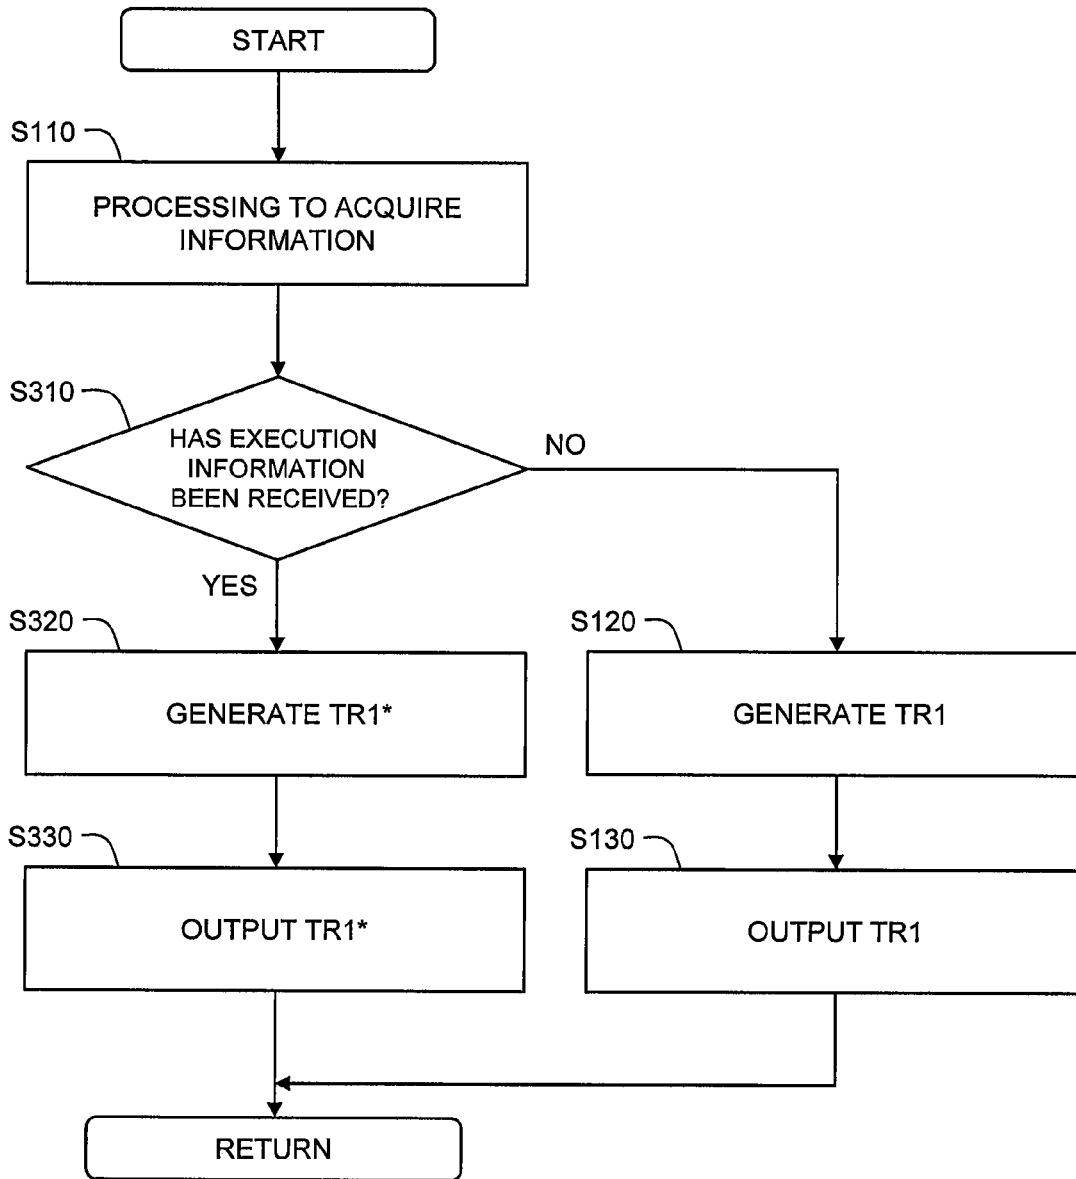 START
S110
PROCESSING TO ACQUIRE
INFORMATION
S310
HAS EXECUTION
INFORMATION
BEEN RECEIVED?
NO
YES
S320
GENERATE TR1*
S120
GENERATE TR1
S330
OUTPUT TR1*
S130
OUTPUT TR1
RETURN